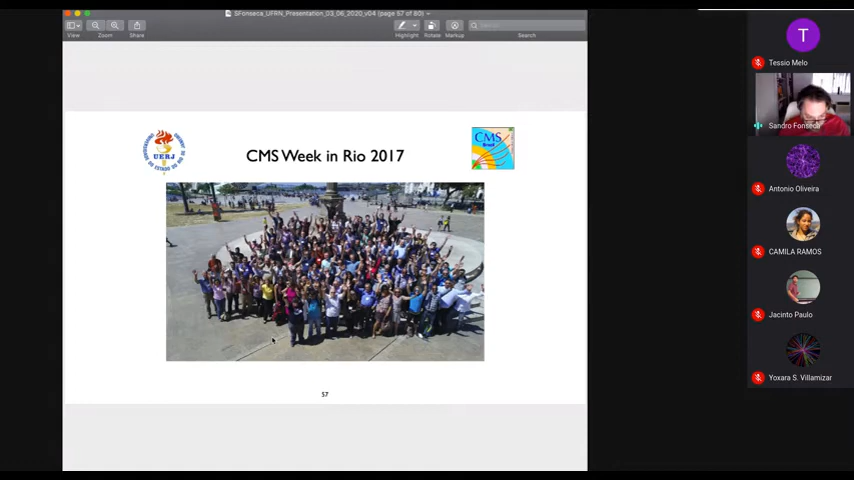 SFonseca_UFRN_Presentation_03_06_2020_v04 (page 57 of 80)
View
Zoom
Share
Highlight
Rotate
Markup
Search
UERJ
CMS Week in Rio 2017
CMS
Brasil
57
T
Tessio Melo
Sandro Fonseca
Antonio Oliveira
CAMILA RAMOS
Jacinto Paulo
Yoxara S. Villamizar